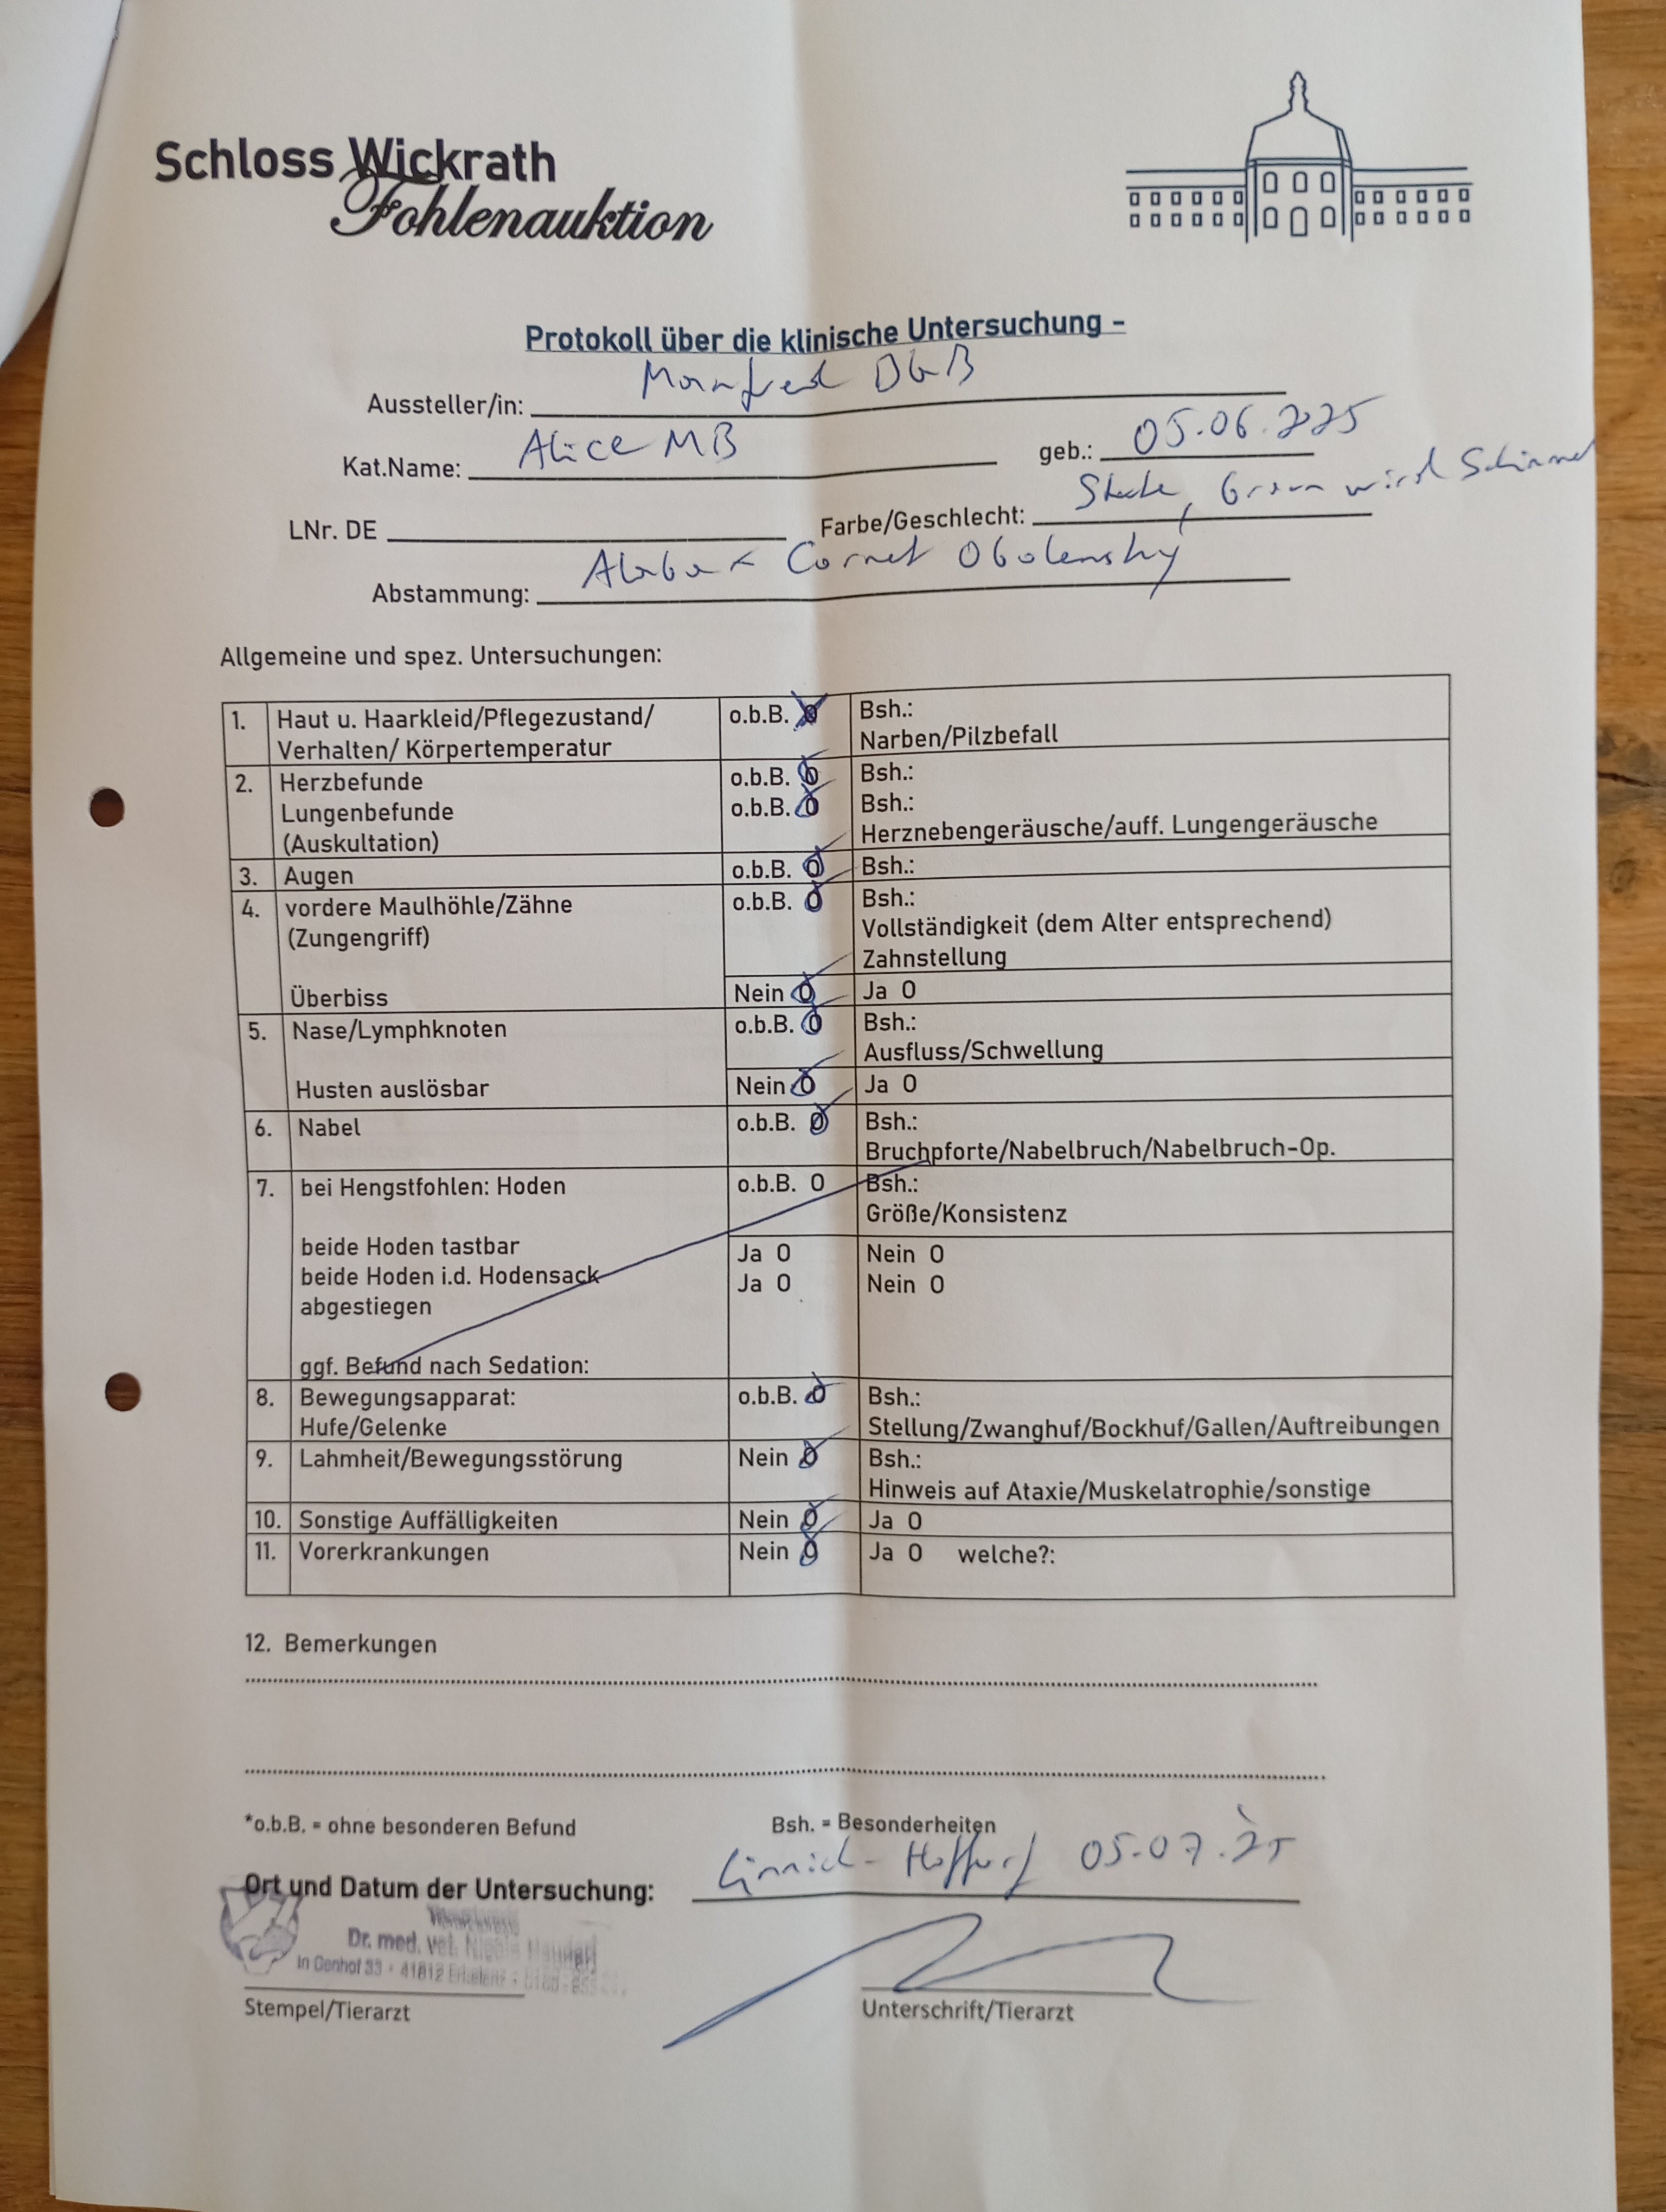 Schloss Wickrath
Fohlenauktion
Protokoll über die klinische Untersuchung -
Aussteller/in: Manfred
Kat.Name: Alice MB geb.: 05.06.2025
LNr. DE Farbe/Geschlecht: Stute, Braun wird Schimmel
Abstammung: Cornet Obolensky
Allgemeine und spez. Untersuchungen:
1. Haut u. Haarkleid/Pflegezustand/ o.b.B. 0 Bsh.:
Verhalten/ Körpertemperatur Narben/Pilzbefall
2. Herzbefunde o.b.B. 0 Bsh.:
Lungenbefunde o.b.B. 0 Bsh.:
(Auskultation) Herznebengeräusche/auff. Lungengeräusche
3. Augen o.b.B. 0 Bsh.:
4. vordere Maulhöhle/Zähne o.b.B. 0 Bsh.:
(Zungengriff) Vollständigkeit (dem Alter entsprechend)
Zahnstellung
Überbiss Nein 0 Ja 0
5. Nase/Lymphknoten o.b.B. 0 Bsh.:
Ausfluss/Schwellung
Husten auslösbar Nein 0 Ja 0
6. Nabel o.b.B. 0 Bsh.:
Bruchpforte/Nabelbruch/Nabelbruch-Op.
7. bei Hengstfohlen: Hoden o.b.B. 0 Bsh.:
Größe/Konsistenz
beide Hoden tastbar Ja 0 Nein 0
beide Hoden i.d. Hodensack Ja 0 Nein 0
abgestiegen
ggf. Befund nach Sedation:
8. Bewegungsapparat: o.b.B. 0 Bsh.:
Hufe/Gelenke Stellung/Zwanghuf/Bockhuf/Gallen/Auftreibungen
9. Lahmheit/Bewegungsstörung Nein 0 Bsh.:
Hinweis auf Ataxie/Muskelatrophie/sonstige
10. Sonstige Auffälligkeiten Nein 0 Ja 0
11. Vorerkrankungen Nein 0 Ja 0 welche?:
12. Bemerkungen
*o.b.B. = ohne besonderen Befund Bsh. = Besonderheiten
Ort und Datum der Untersuchung: 05.07.25
Dr. med. vet.
In Genhof 33 · 41812 Erkelenz
Stempel/Tierarzt Unterschrift/Tierarzt